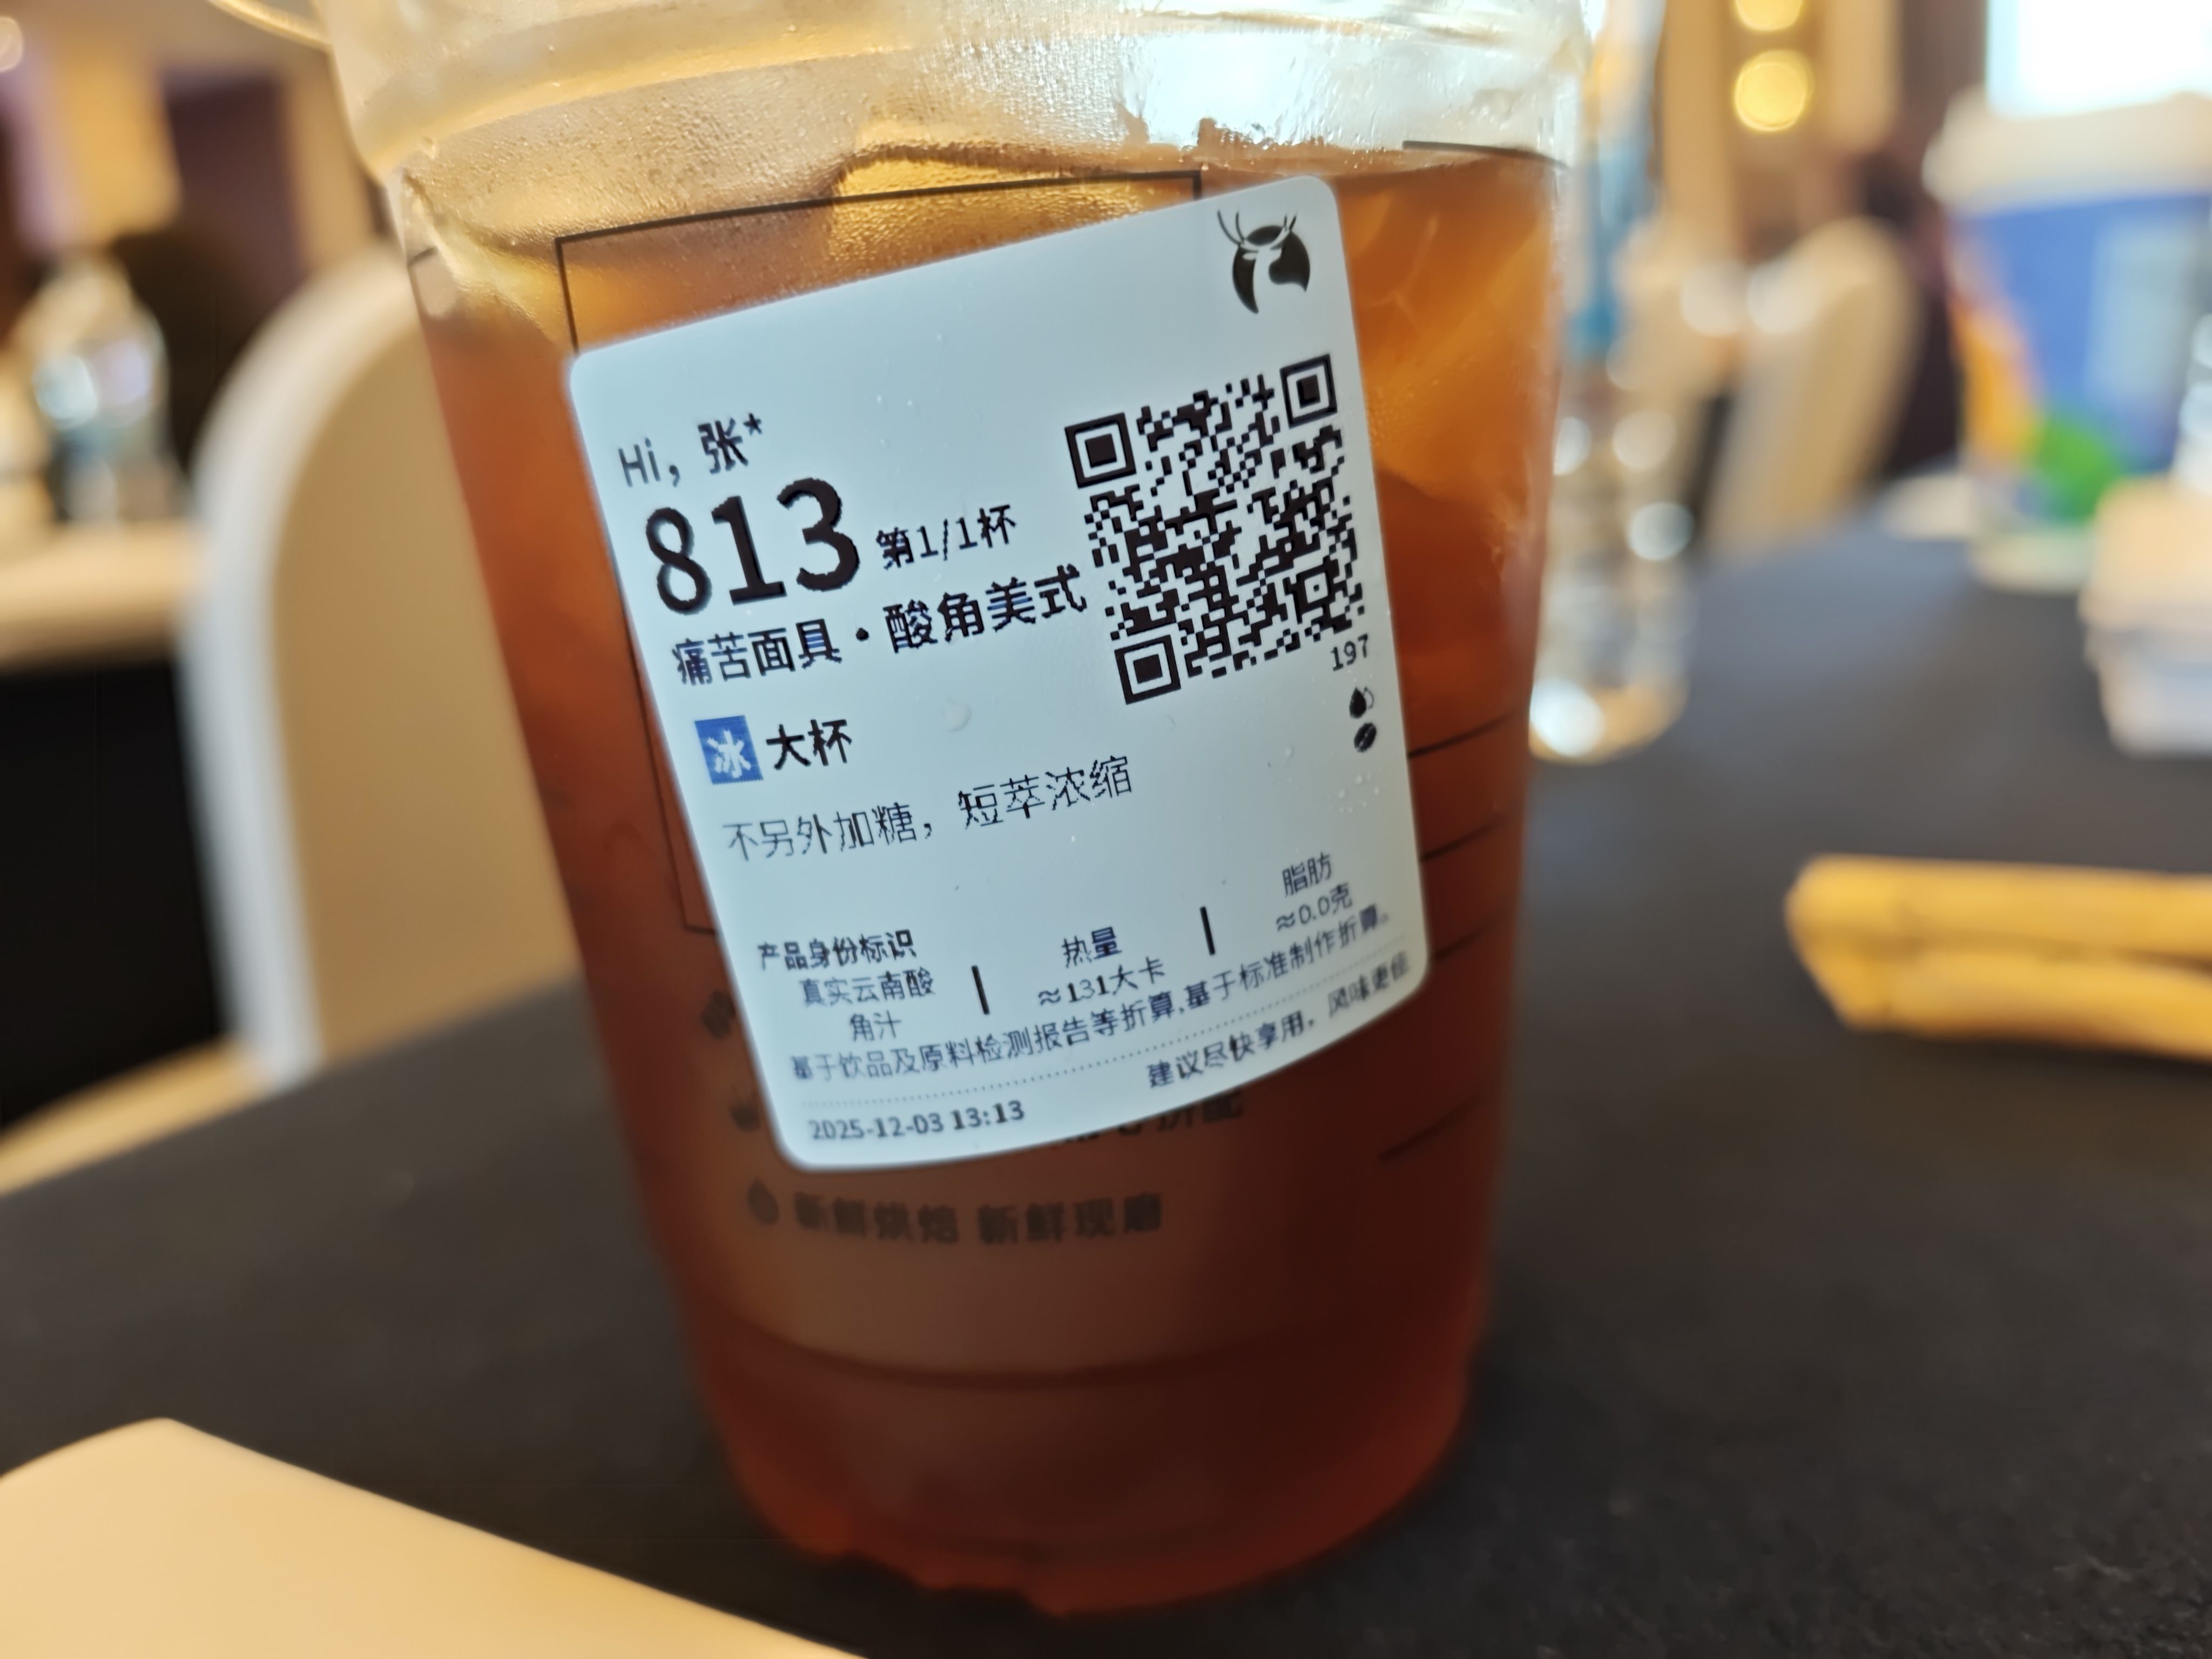 Hi，张*
813 第1/1杯
痛苦面具·酸角美式
197
冰 大杯
不另外加糖，短萃浓缩
产品身份标识
真实云南酸
角汁
热量
≈131大卡
脂肪
≈0.0克
基于饮品及原料检测报告等折算,基于标准制作折算。
建议尽快享用，风味更佳
2025-12-03 13:13
新鲜烘焙 新鲜现磨